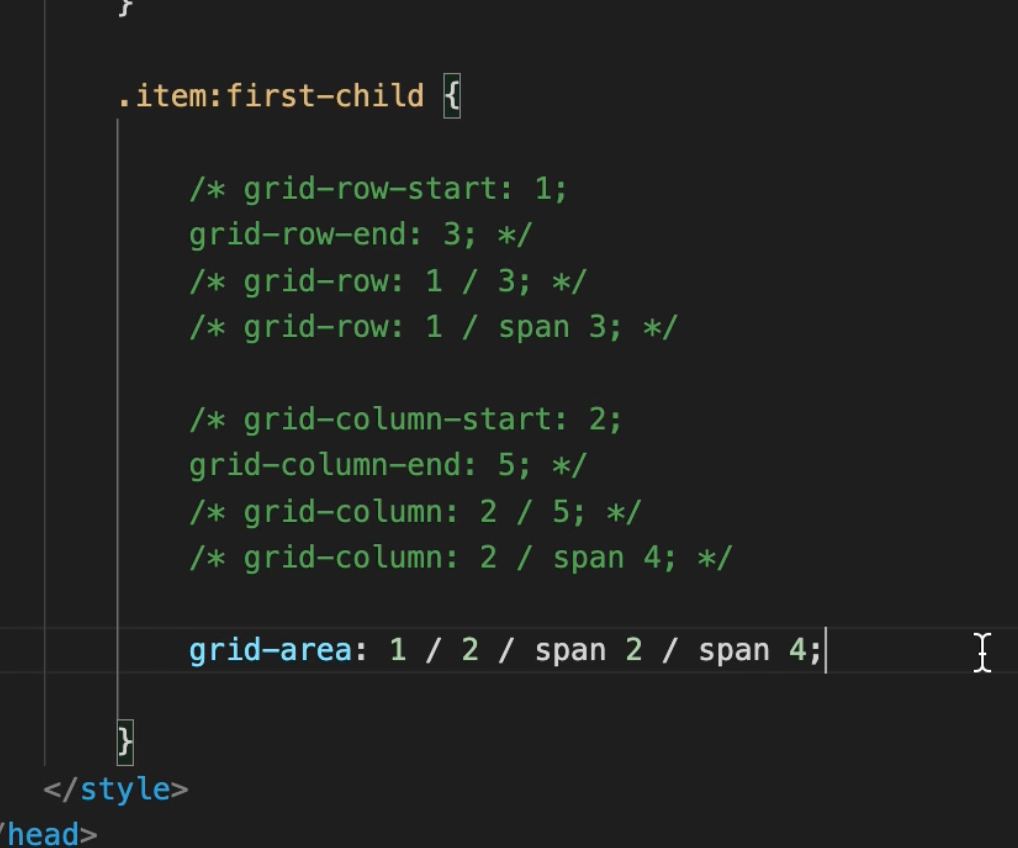 }
.item:first-child {
/* grid-row-start: 1;
grid-row-end: 3; */
/* grid-row: 1 / 3; */
/* grid-row: 1 / span 3; */
/* grid-column-start: 2;
grid-column-end: 5; */
/* grid-column: 2 / 5; */
/* grid-column: 2 / span 4; */
grid-area: 1 / 2 / span 2 / span 4;
}
</style>
/head>